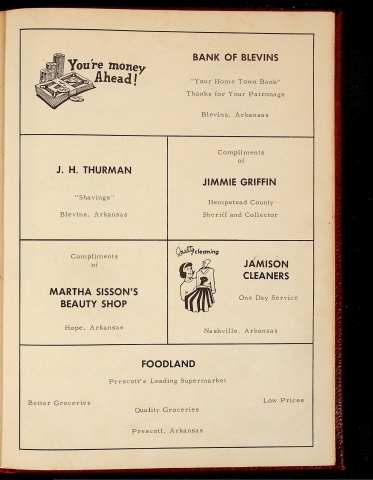 You're money
Ahead!
BANK OF BLEVINS
"Your Home Town Bank"
Thanks for Your Patronage
Blevins, Arkansas
J. H. THURMAN
"Shavings"
Blevins, Arkansas
Compliments
of
JIMMIE GRIFFIN
Hempstead County
Sheriff and Collector
Compliments
of
MARTHA SISSON'S
BEAUTY SHOP
Hope, Arkansas
Quality cleaning
JAMISON
CLEANERS
One Day Service
Nashville, Arkansas
FOODLAND
Prescott's Leading Supermarket
Better Groceries
Low Prices
Quality Groceries
Prescott, Arkansas